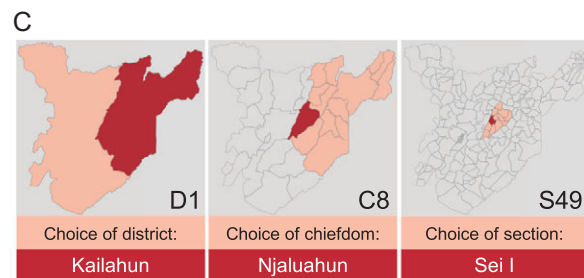 C
D1
C8
S49
Choice of district:
Choice of chiefdom:
Choice of section:
Kailahun
Njaluahun
Sei I